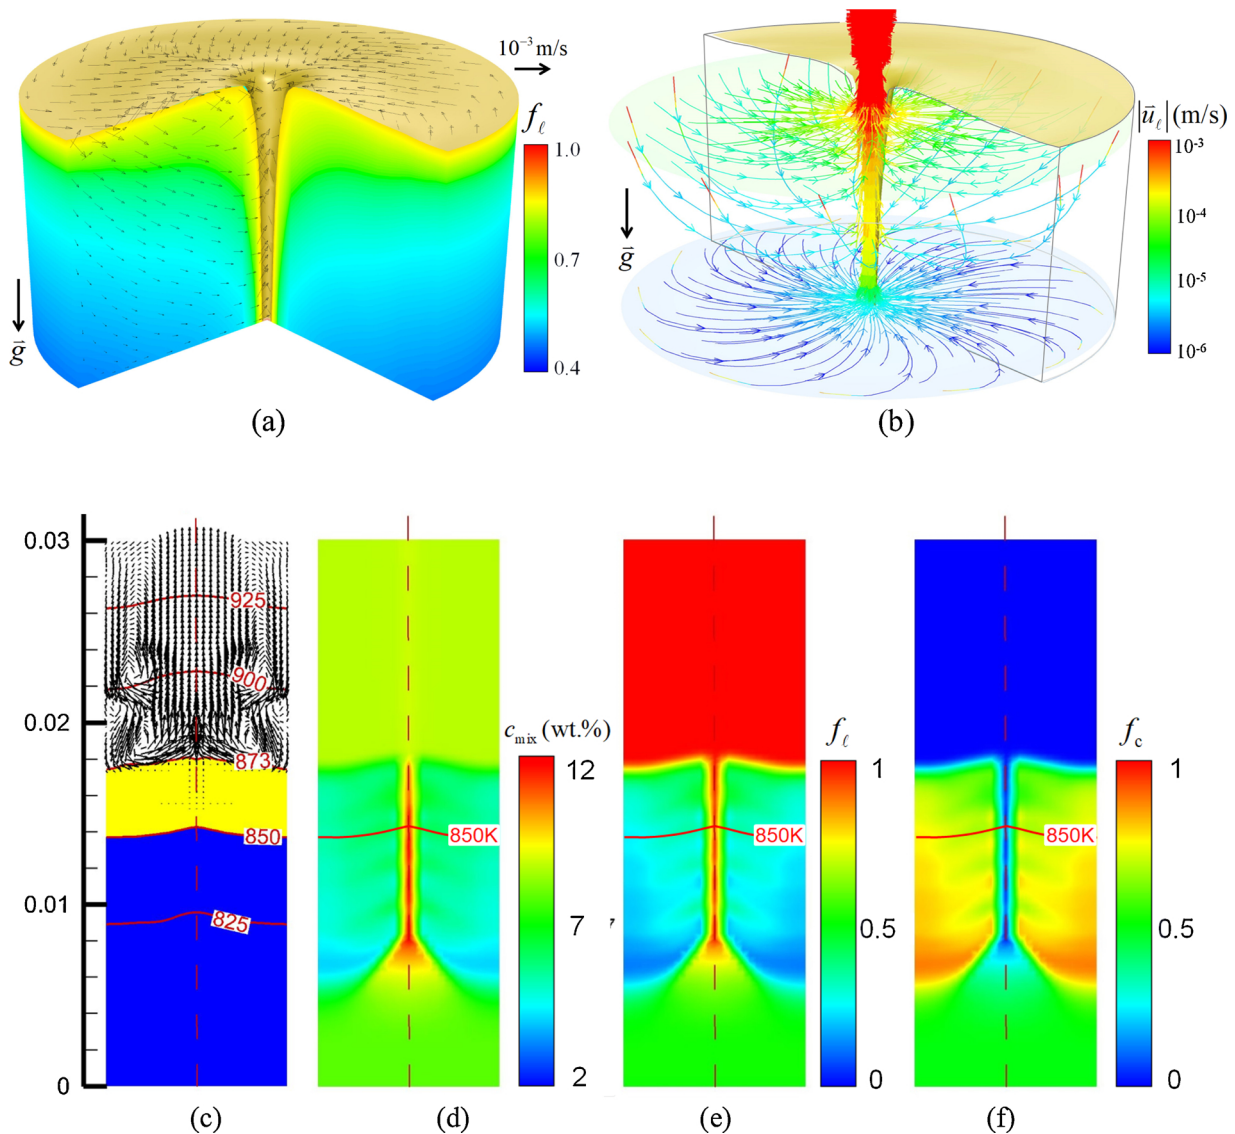 10⁻³ m/s
f_ℓ
1.0
0.7
0.4
g⃗
(a)
|u⃗_ℓ| (m/s)
10⁻³
10⁻⁴
10⁻⁵
10⁻⁶
g⃗
(b)
0.03
0.02
0.01
0
925
900
873
850
825
(c)
c_mix (wt.%)
12
7
2
850K
(d)
f_ℓ
1
0.5
0
850K
(e)
f_c
1
0.5
0
850K
(f)